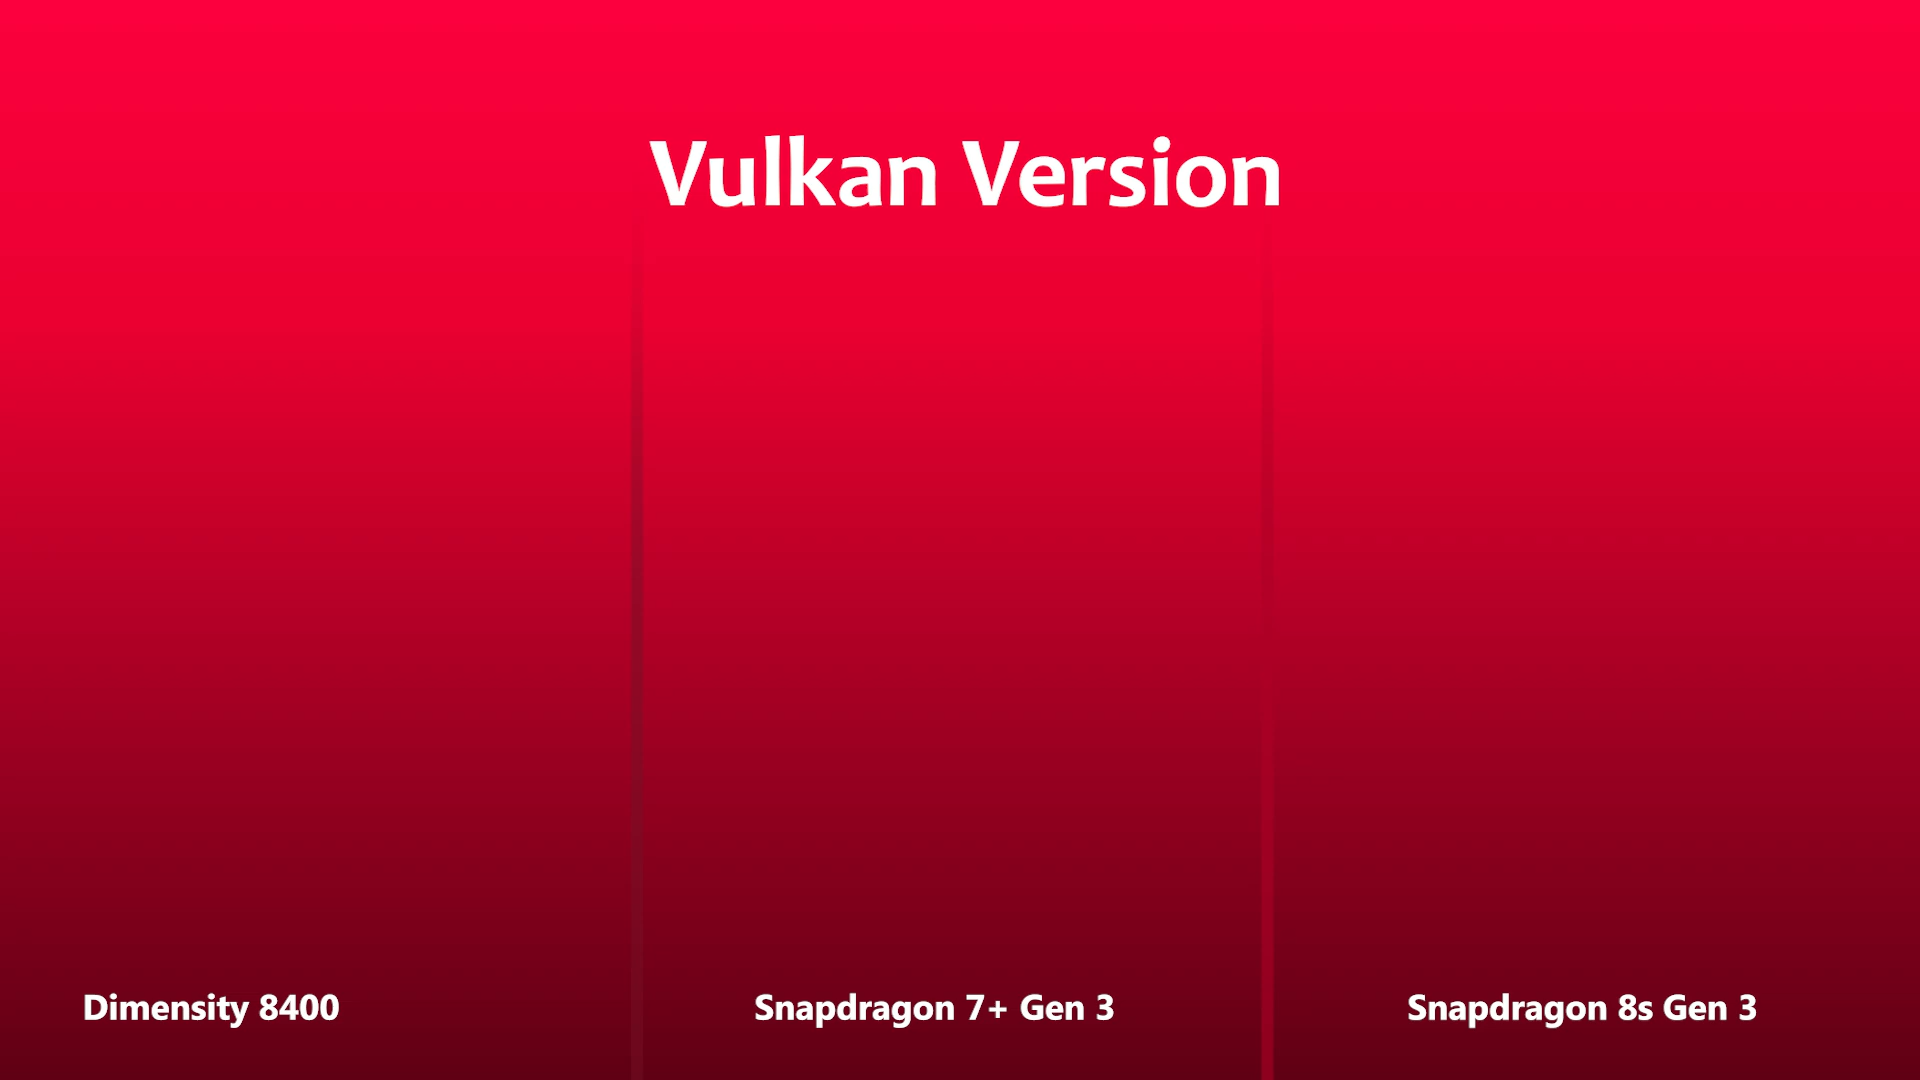 Vulkan Version
Dimensity 8400
Snapdragon 7+ Gen 3
Snapdragon 8s Gen 3